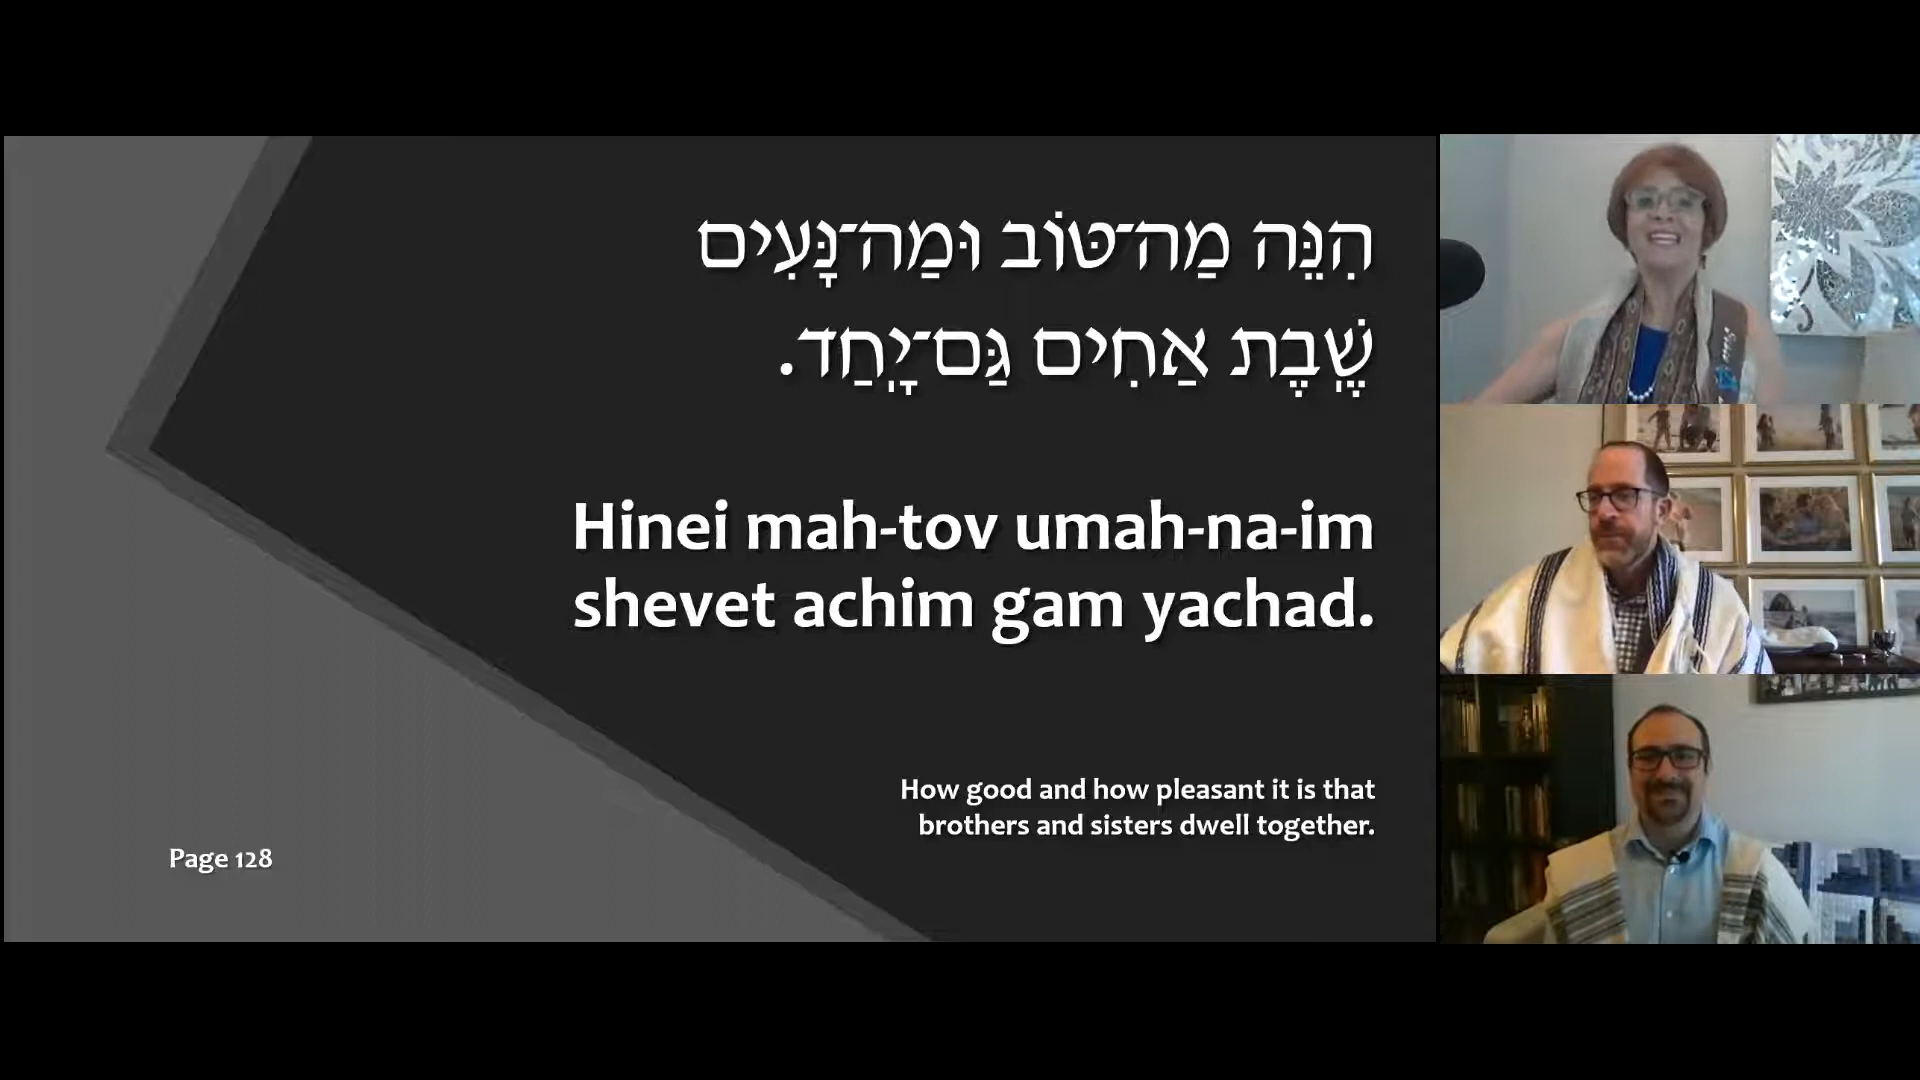 הִנֵּה מַה־טּוֹב וּמַה־נָּעִים
שֶֽׁבֶת אַחִים גַּם־יָֽחַד.
Hinei mah-tov umah-na-im
shevet achim gam yachad.
How good and how pleasant it is that
brothers and sisters dwell together.
Page 128